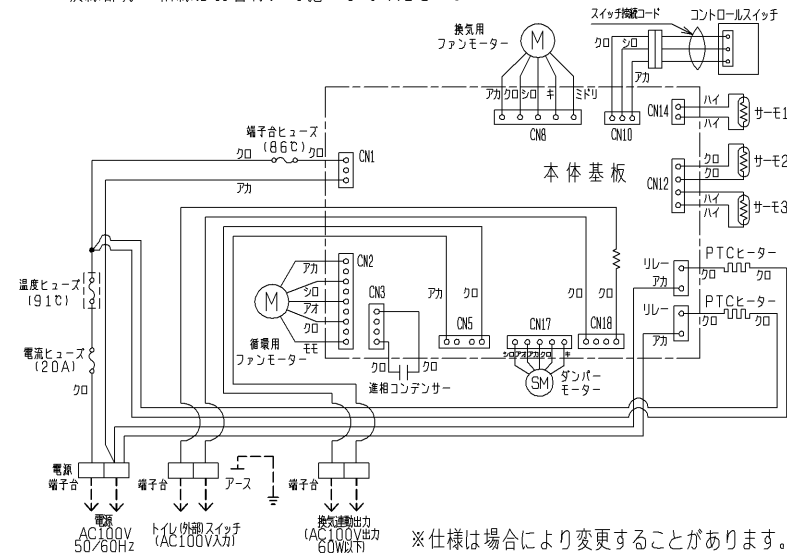 スイッチ接続コード
コントロールスイッチ
換気用
ファンモーター
M
クロ
シロ
アカ
アカ クロ シロ キ ミドリ
CN8
CN10
CN14
ハイ
ハイ
サーモ1
端子台ヒューズ
(86℃)
クロ
クロ
CN1
アカ
本体基板
CN12
クロ
クロ
サーモ2
ハイ
ハイ
サーモ3
リレー
クロ
アカ
PTCヒーター
リレー
クロ
アカ
PTCヒーター
温度ヒューズ
(91℃)
電流ヒューズ
(20A)
クロ
M
循環用
ファンモーター
アカ
シロ
アオ
クロ
モモ
CN2
CN3
クロ
クロ
進相コンデンサー
アカ
クロ
CN5
CN17
シロ アオ アカ クロ キ
SM
ダンパー
モーター
クロ
クロ
CN18
電源
端子台
端子台
アース
端子台
電源
AC100V
50/60Hz
トイレ(外部)スイッチ
(AC100V入力)
換気連動出力
(AC100V出力
60W以下)
※仕様は場合により変更することがあります。